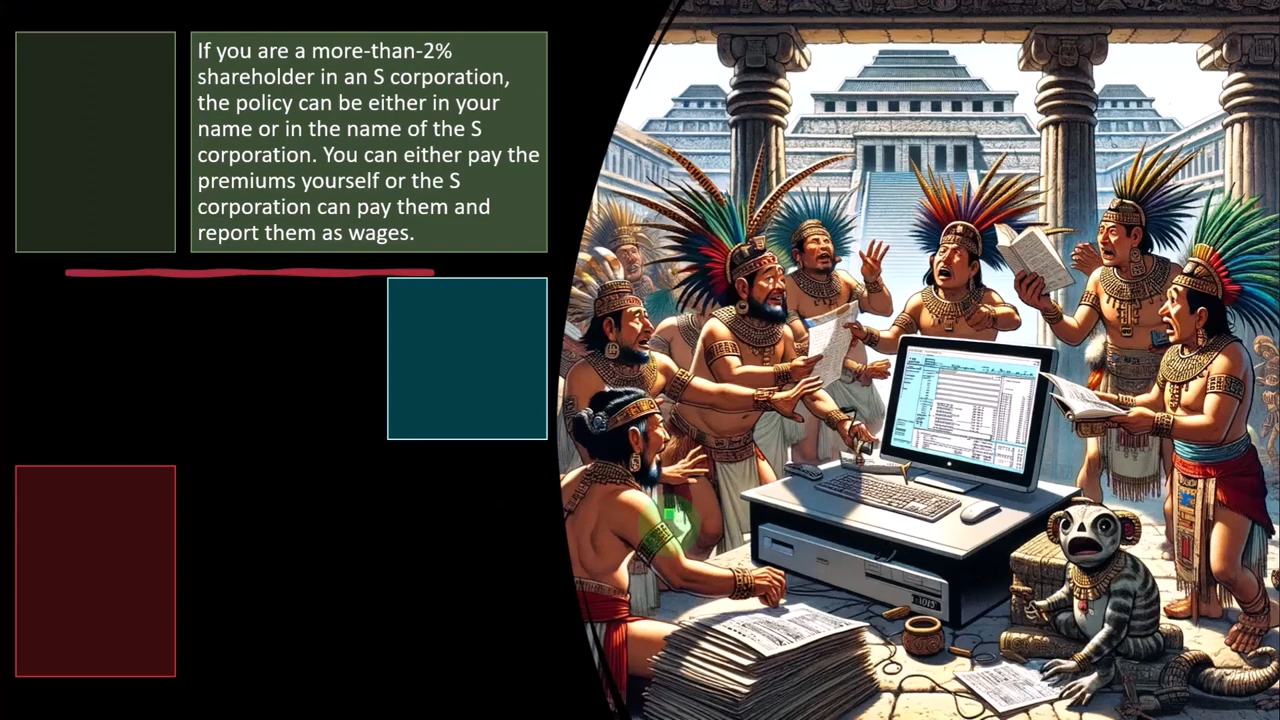 If you are a more-than-2%
shareholder in an S corporation,
the policy can be either in your
name or in the name of the S
corporation. You can either pay the
premiums yourself or the S
corporation can pay them and
report them as wages.